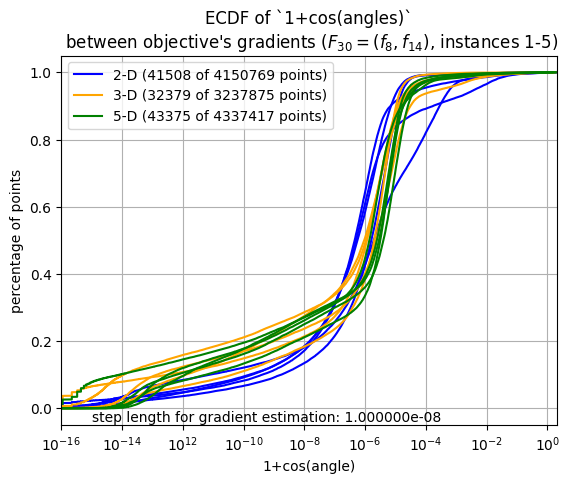 ECDF of `1+cos(angles)`
between objective's gradients (F₃₀ = (f₈, f₁₄), instances 1-5)
2-D (41508 of 4150769 points)
3-D (32379 of 3237875 points)
5-D (43375 of 4337417 points)
percentage of points
1.0
0.8
0.6
0.4
0.2
0.0
step length for gradient estimation: 1.000000e-08
10⁻¹⁶ 10⁻¹⁴ 10⁻¹² 10⁻¹⁰ 10⁻⁸ 10⁻⁶ 10⁻⁴ 10⁻² 10⁰
1+cos(angle)